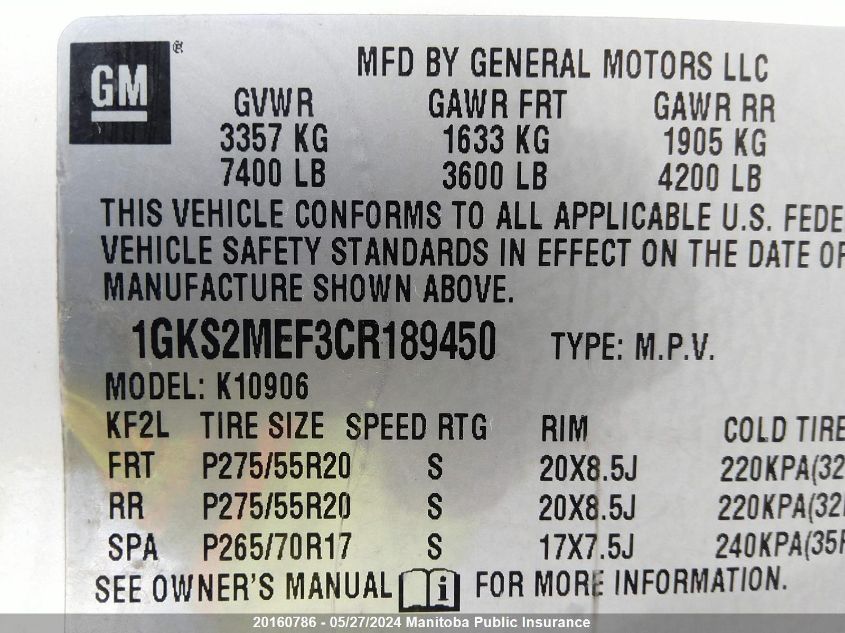 GM ®
MFD BY GENERAL MOTORS LLC
GVWR GAWR FRT GAWR RR
3357 KG 1633 KG 1905 KG
7400 LB 3600 LB 4200 LB
THIS VEHICLE CONFORMS TO ALL APPLICABLE U.S. FEDE
VEHICLE SAFETY STANDARDS IN EFFECT ON THE DATE OF
MANUFACTURE SHOWN ABOVE.
1GKS2MEF3CR189450 TYPE: M.P.V.
MODEL: K10906
KF2L TIRE SIZE SPEED RTG RIM COLD TIRE
FRT P275/55R20 S 20X8.5J 220KPA(32
RR P275/55R20 S 20X8.5J 220KPA(32
SPA P265/70R17 S 17X7.5J 240KPA(35
SEE OWNER'S MANUAL i FOR MORE INFORMATION.
20160786 - 05/27/2024 Manitoba Public Insurance